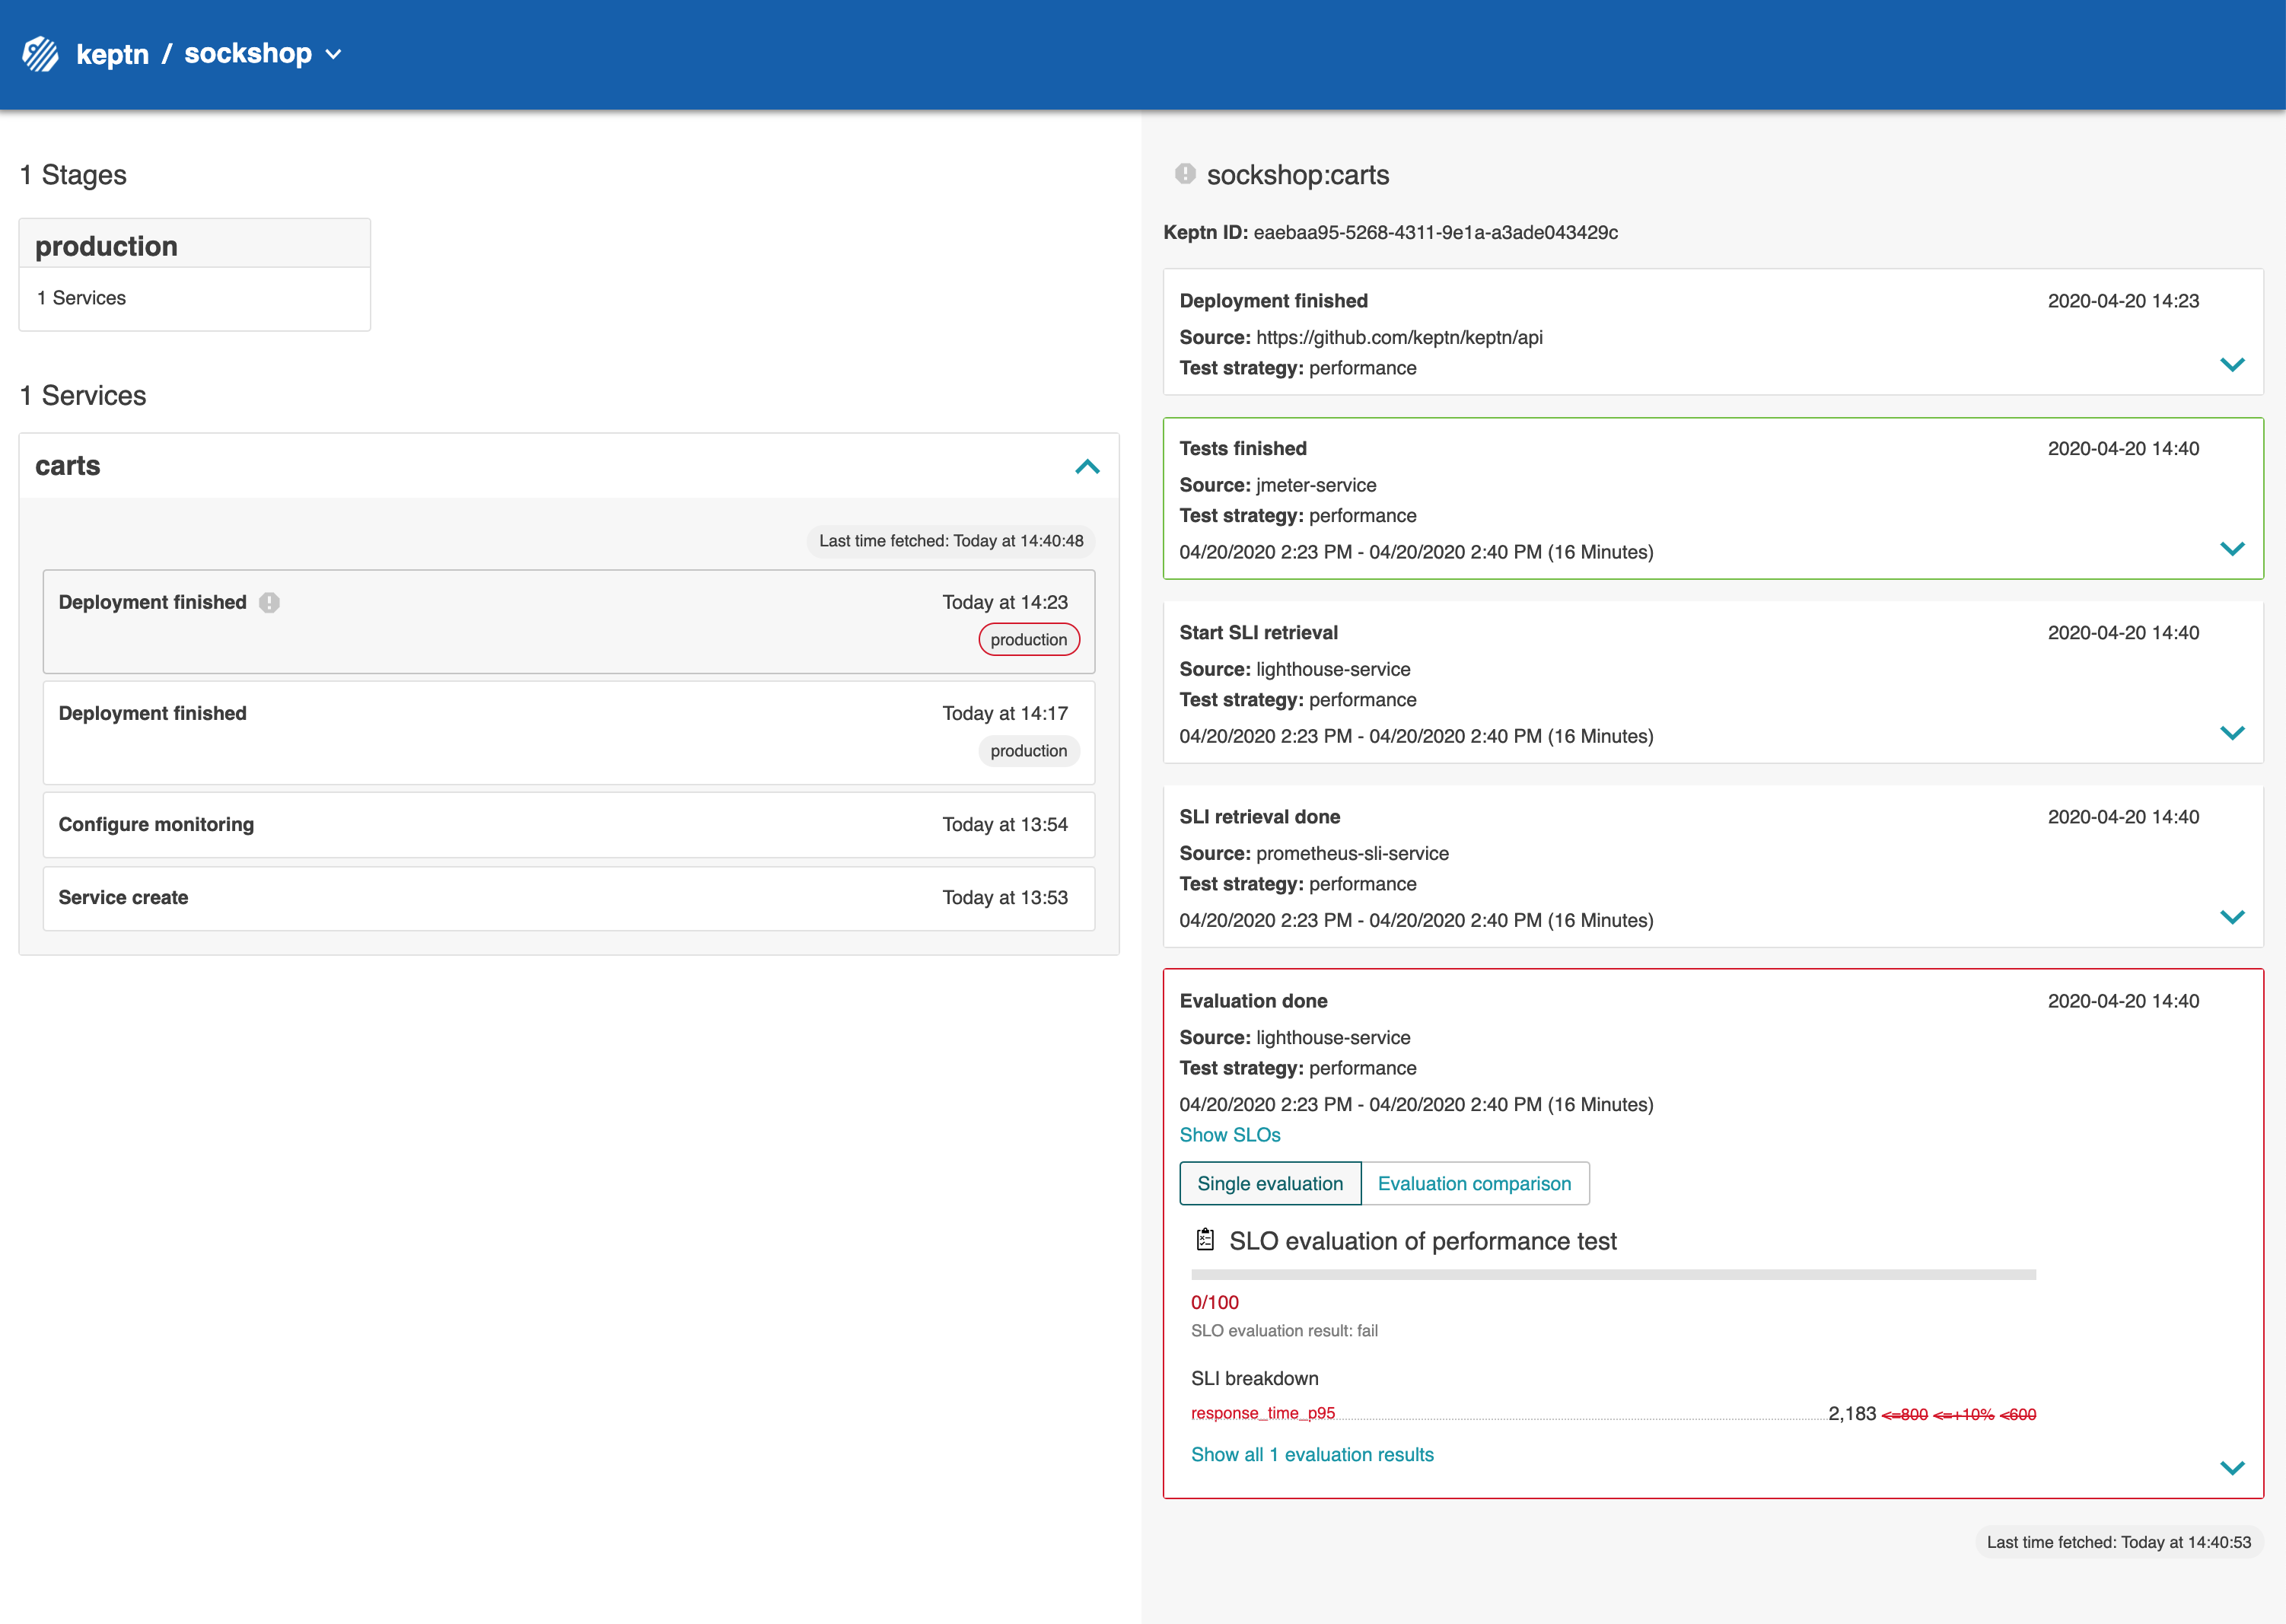 keptn / sockshop
1 Stages
production
1 Services
1 Services
carts
Last time fetched: Today at 14:40:48
Deployment finished
Today at 14:23
production
Deployment finished
Today at 14:17
production
Configure monitoring
Today at 13:54
Service create
Today at 13:53
sockshop:carts
Keptn ID: eaebaa95-5268-4311-9e1a-a3ade043429c
Deployment finished
2020-04-20 14:23
Source: https://github.com/keptn/keptn/api
Test strategy: performance
Tests finished
2020-04-20 14:40
Source: jmeter-service
Test strategy: performance
04/20/2020 2:23 PM - 04/20/2020 2:40 PM (16 Minutes)
Start SLI retrieval
2020-04-20 14:40
Source: lighthouse-service
Test strategy: performance
04/20/2020 2:23 PM - 04/20/2020 2:40 PM (16 Minutes)
SLI retrieval done
2020-04-20 14:40
Source: prometheus-sli-service
Test strategy: performance
04/20/2020 2:23 PM - 04/20/2020 2:40 PM (16 Minutes)
Evaluation done
2020-04-20 14:40
Source: lighthouse-service
Test strategy: performance
04/20/2020 2:23 PM - 04/20/2020 2:40 PM (16 Minutes)
Show SLOs
Single evaluation
Evaluation comparison
SLO evaluation of performance test
0/100
SLO evaluation result: fail
SLI breakdown
response_time_p95
2,183 <=800 <=+10% <600
Show all 1 evaluation results
Last time fetched: Today at 14:40:53